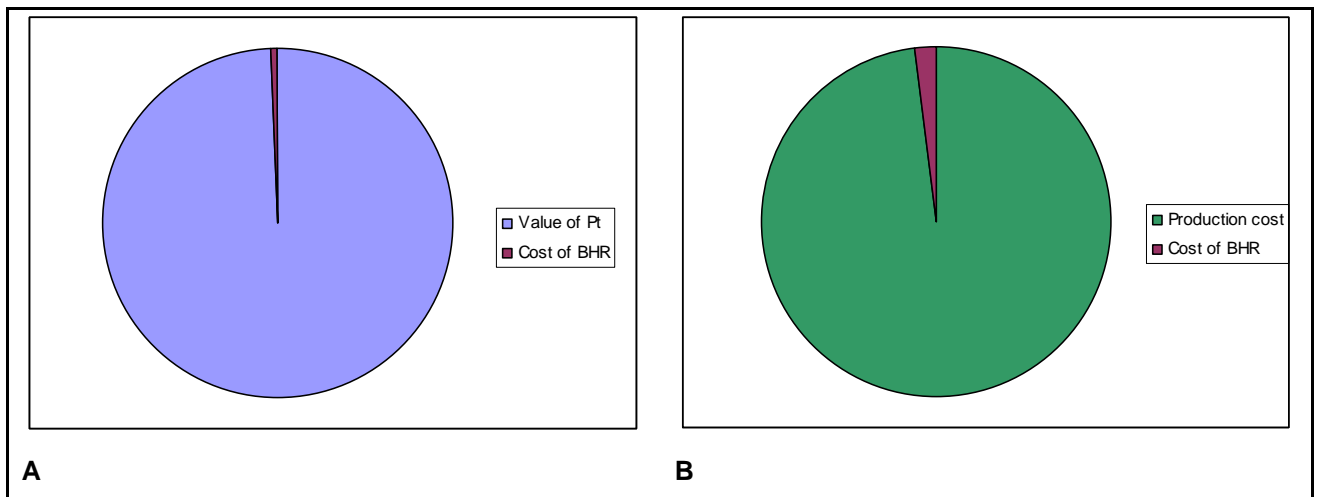 Value of Pt
Cost of BHR
Production cost
Cost of BHR
A
B